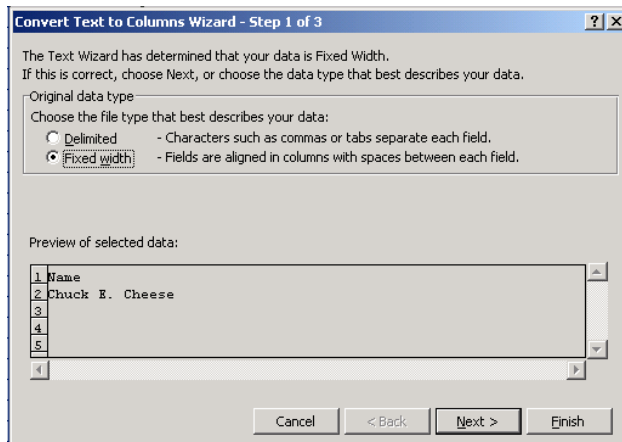 Convert Text to Columns Wizard - Step 1 of 3
The Text Wizard has determined that your data is Fixed Width.
If this is correct, choose Next, or choose the data type that best describes your data.
Original data type
Choose the file type that best describes your data:
Delimited - Characters such as commas or tabs separate each field.
Fixed width - Fields are aligned in columns with spaces between each field.
Preview of selected data:
1 Name
2 Chuck E. Cheese
3
4
5
Cancel < Back Next > Finish